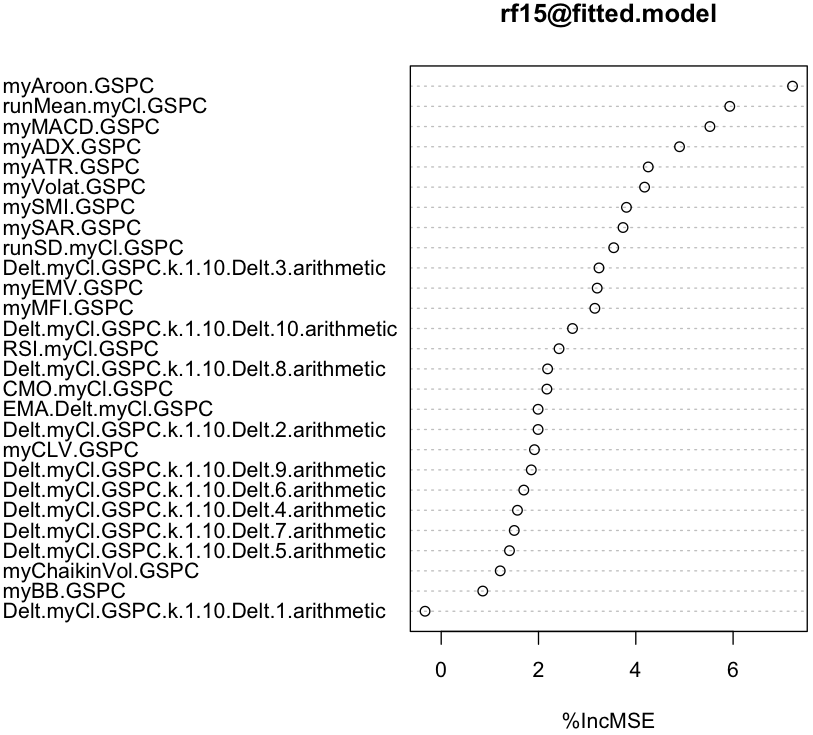 rf15@fitted.model
myAroon.GSPC
runMean.myCl.GSPC
myMACD.GSPC
myADX.GSPC
myATR.GSPC
myVolat.GSPC
mySMI.GSPC
mySAR.GSPC
runSD.myCl.GSPC
Delt.myCl.GSPC.k.1.10.Delt.3.arithmetic
myEMV.GSPC
myMFI.GSPC
Delt.myCl.GSPC.k.1.10.Delt.10.arithmetic
RSI.myCl.GSPC
Delt.myCl.GSPC.k.1.10.Delt.8.arithmetic
CMO.myCl.GSPC
EMA.Delt.myCl.GSPC
Delt.myCl.GSPC.k.1.10.Delt.2.arithmetic
myCLV.GSPC
Delt.myCl.GSPC.k.1.10.Delt.9.arithmetic
Delt.myCl.GSPC.k.1.10.Delt.6.arithmetic
Delt.myCl.GSPC.k.1.10.Delt.4.arithmetic
Delt.myCl.GSPC.k.1.10.Delt.7.arithmetic
Delt.myCl.GSPC.k.1.10.Delt.5.arithmetic
myChaikinVol.GSPC
myBB.GSPC
Delt.myCl.GSPC.k.1.10.Delt.1.arithmetic
0 2 4 6
%IncMSE